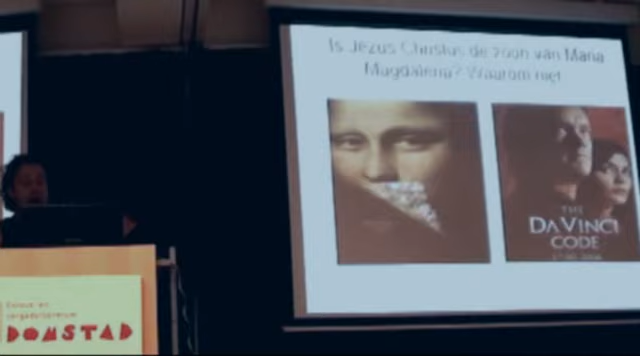 Is Jezus Christus de zoon van Maria
Magdalena? Waarom niet
THE
DA VINCI
CODE
DOMSTAD